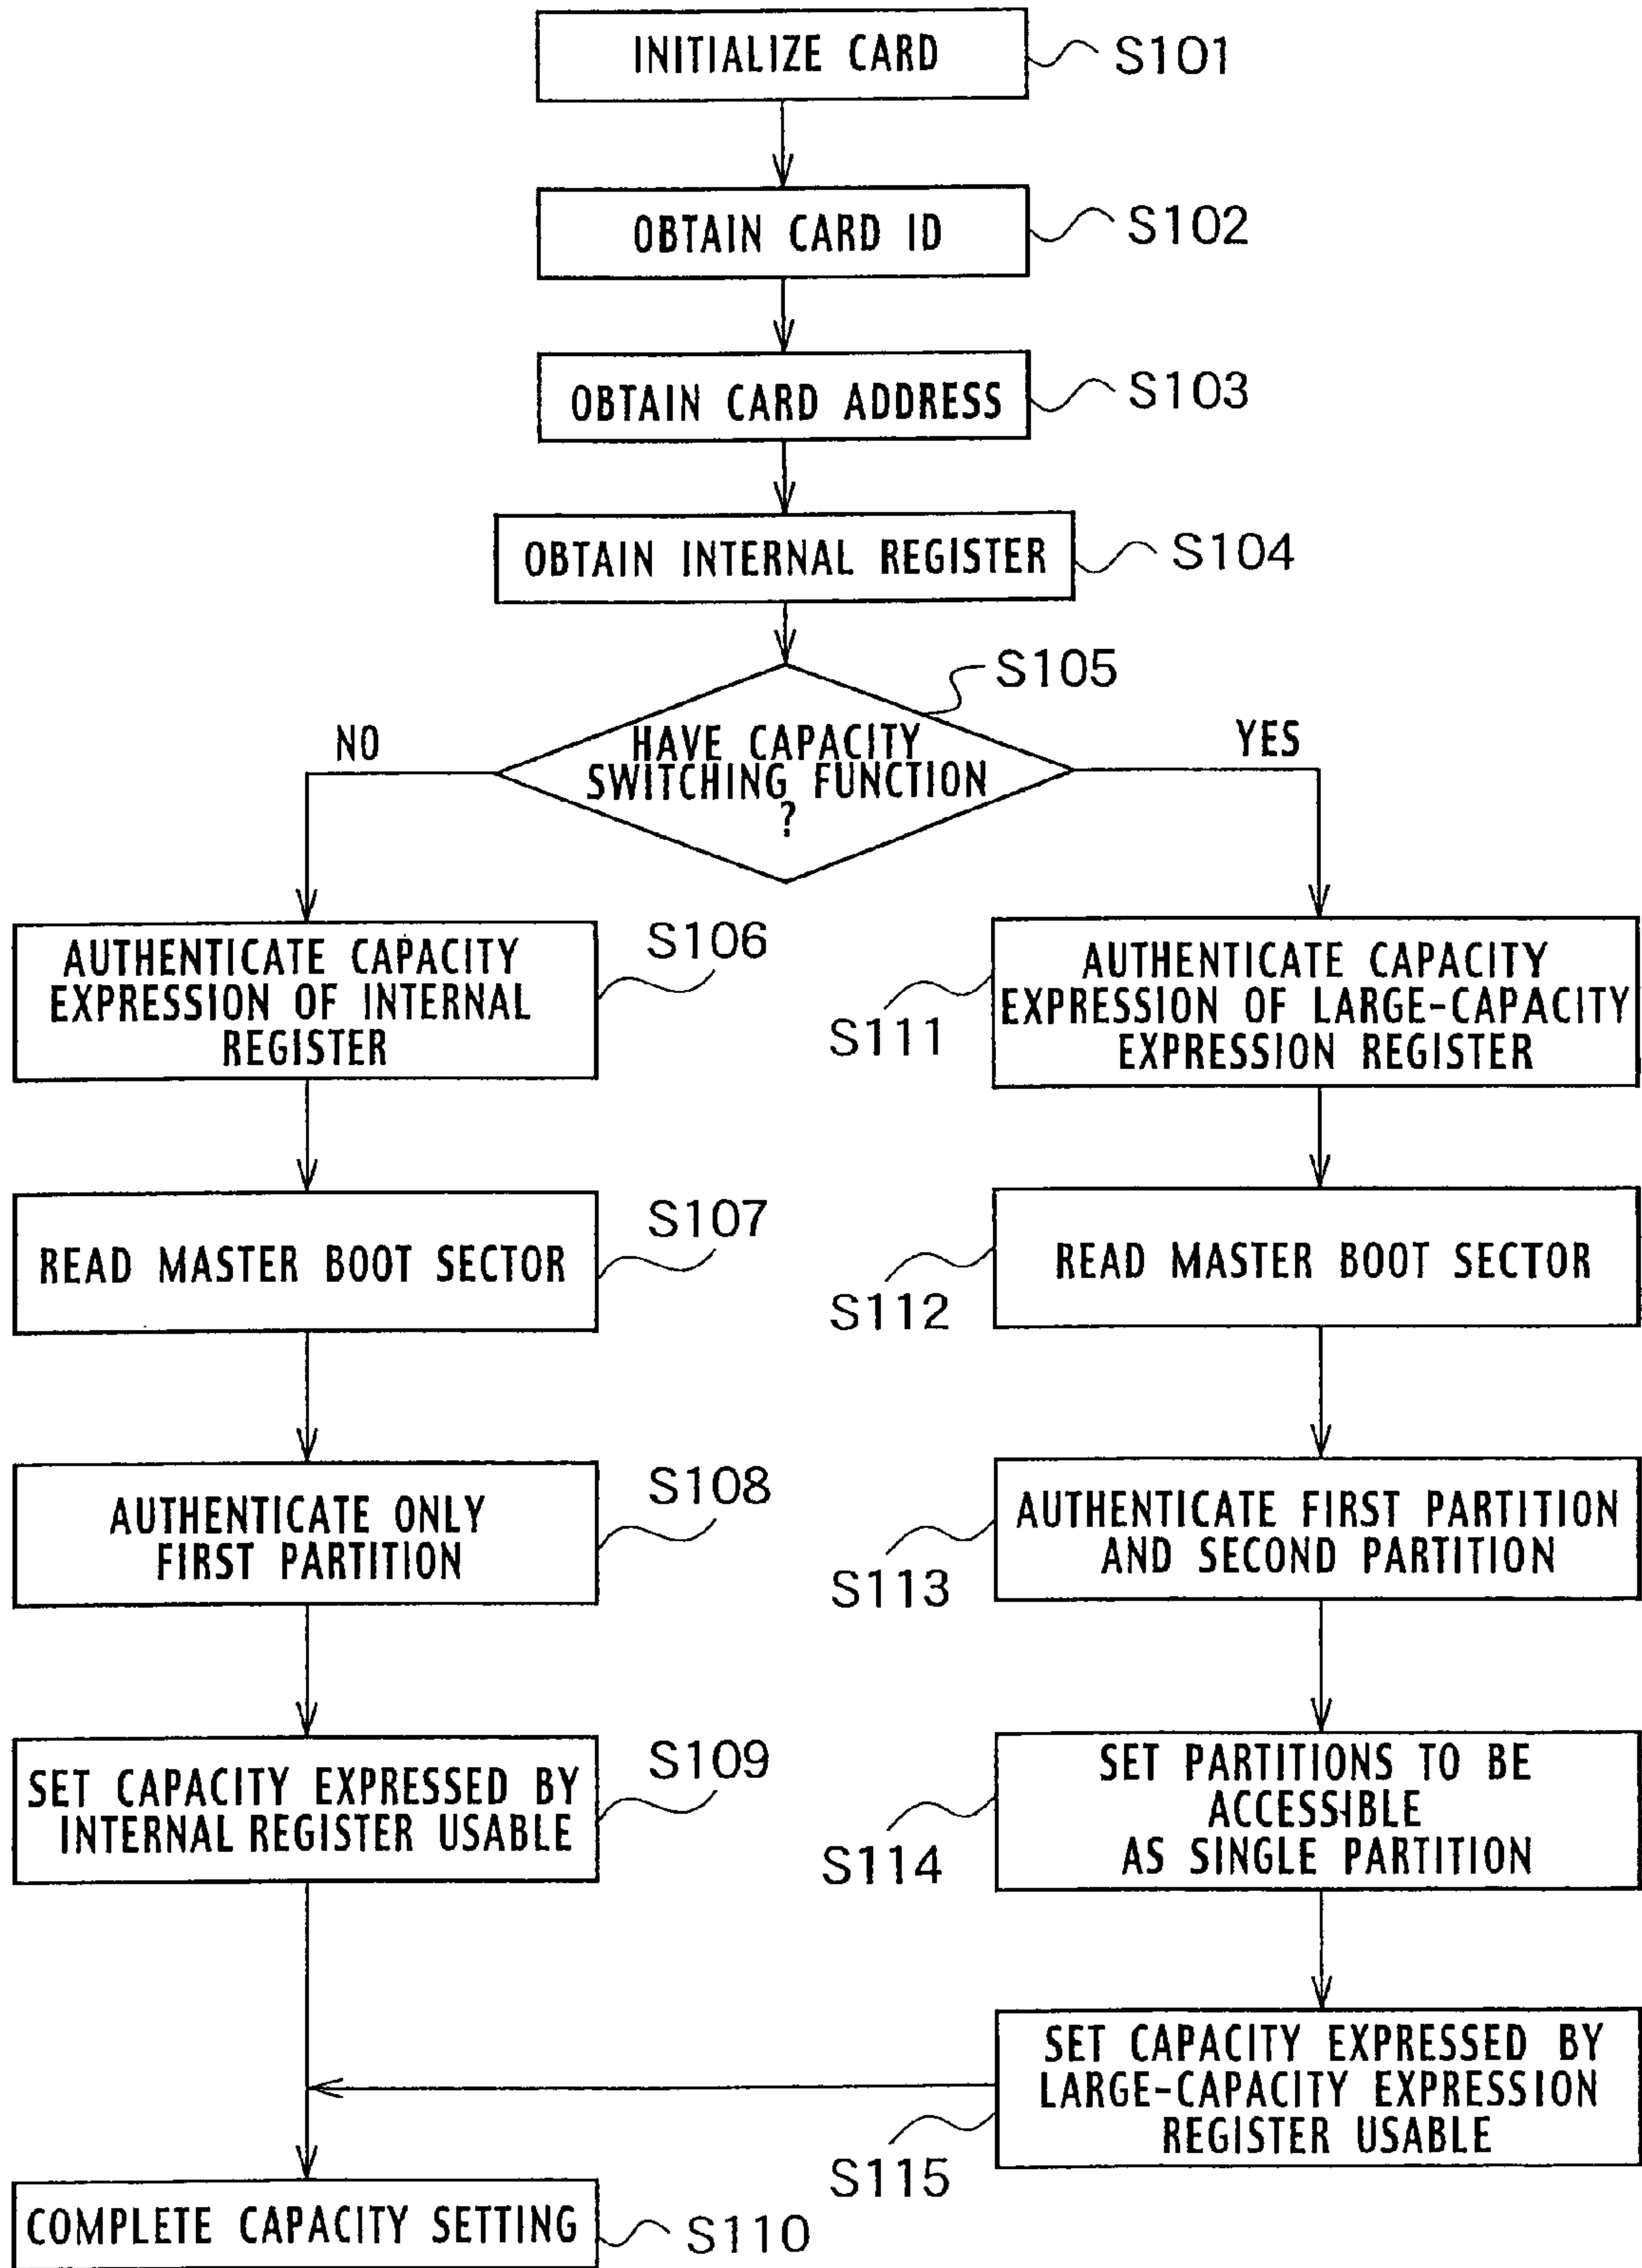 INITIALIZE CARD
S101
OBTAIN CARD ID
S102
OBTAIN CARD ADDRESS
S103
OBTAIN INTERNAL REGISTER
S104
S105
HAVE CAPACITY
SWITCHING FUNCTION
?
NO
YES
AUTHENTICATE CAPACITY
EXPRESSION OF INTERNAL
REGISTER
S106
READ MASTER BOOT SECTOR
S107
AUTHENTICATE ONLY
FIRST PARTITION
S108
SET CAPACITY EXPRESSED BY
INTERNAL REGISTER USABLE
S109
AUTHENTICATE CAPACITY
EXPRESSION OF LARGE-CAPACITY
EXPRESSION REGISTER
S111
READ MASTER BOOT SECTOR
S112
AUTHENTICATE FIRST PARTITION
AND SECOND PARTITION
S113
SET PARTITIONS TO BE
ACCESSIBLE
AS SINGLE PARTITION
S114
SET CAPACITY EXPRESSED BY
LARGE-CAPACITY EXPRESSION
REGISTER USABLE
S115
COMPLETE CAPACITY SETTING
S110